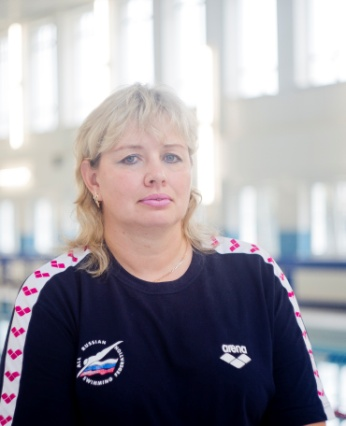 ALL RUSSIAN
SWIMMING FEDERATION
arena